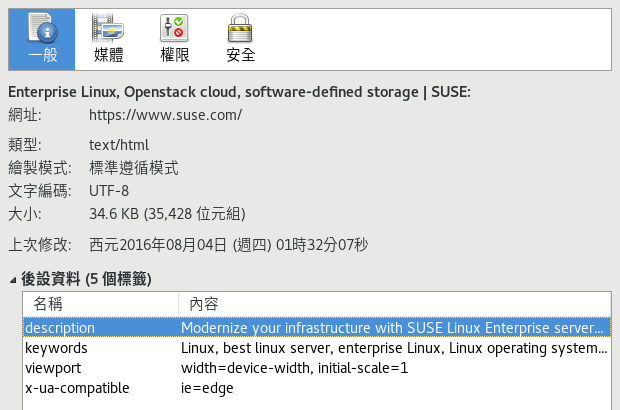 一般 媒體 權限 安全
Enterprise Linux, Openstack cloud, software-defined storage | SUSE:
網址: https://www.suse.com/
類型: text/html
繪製模式: 標準遵循模式
文字編碼: UTF-8
大小: 34.6 KB (35,428 位元組)
上次修改: 西元2016年08月04日 (週四) 01時32分07秒
後設資料 (5 個標籤)
名稱 內容
description Modernize your infrastructure with SUSE Linux Enterprise server...
keywords Linux, best linux server, enterprise Linux, Linux operating system...
viewport width=device-width, initial-scale=1
x-ua-compatible ie=edge